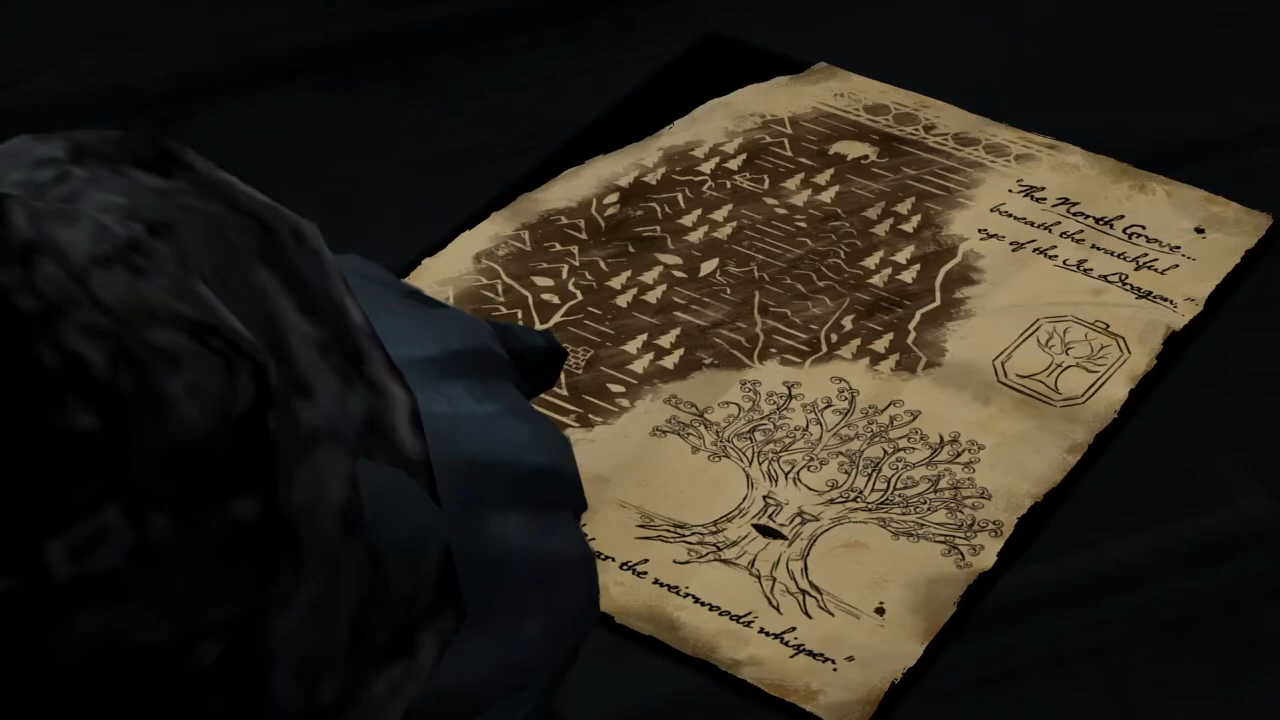 "The North Grove...
beneath the watchful
eye of the Ice Dragon."
the weirwood's whisper."